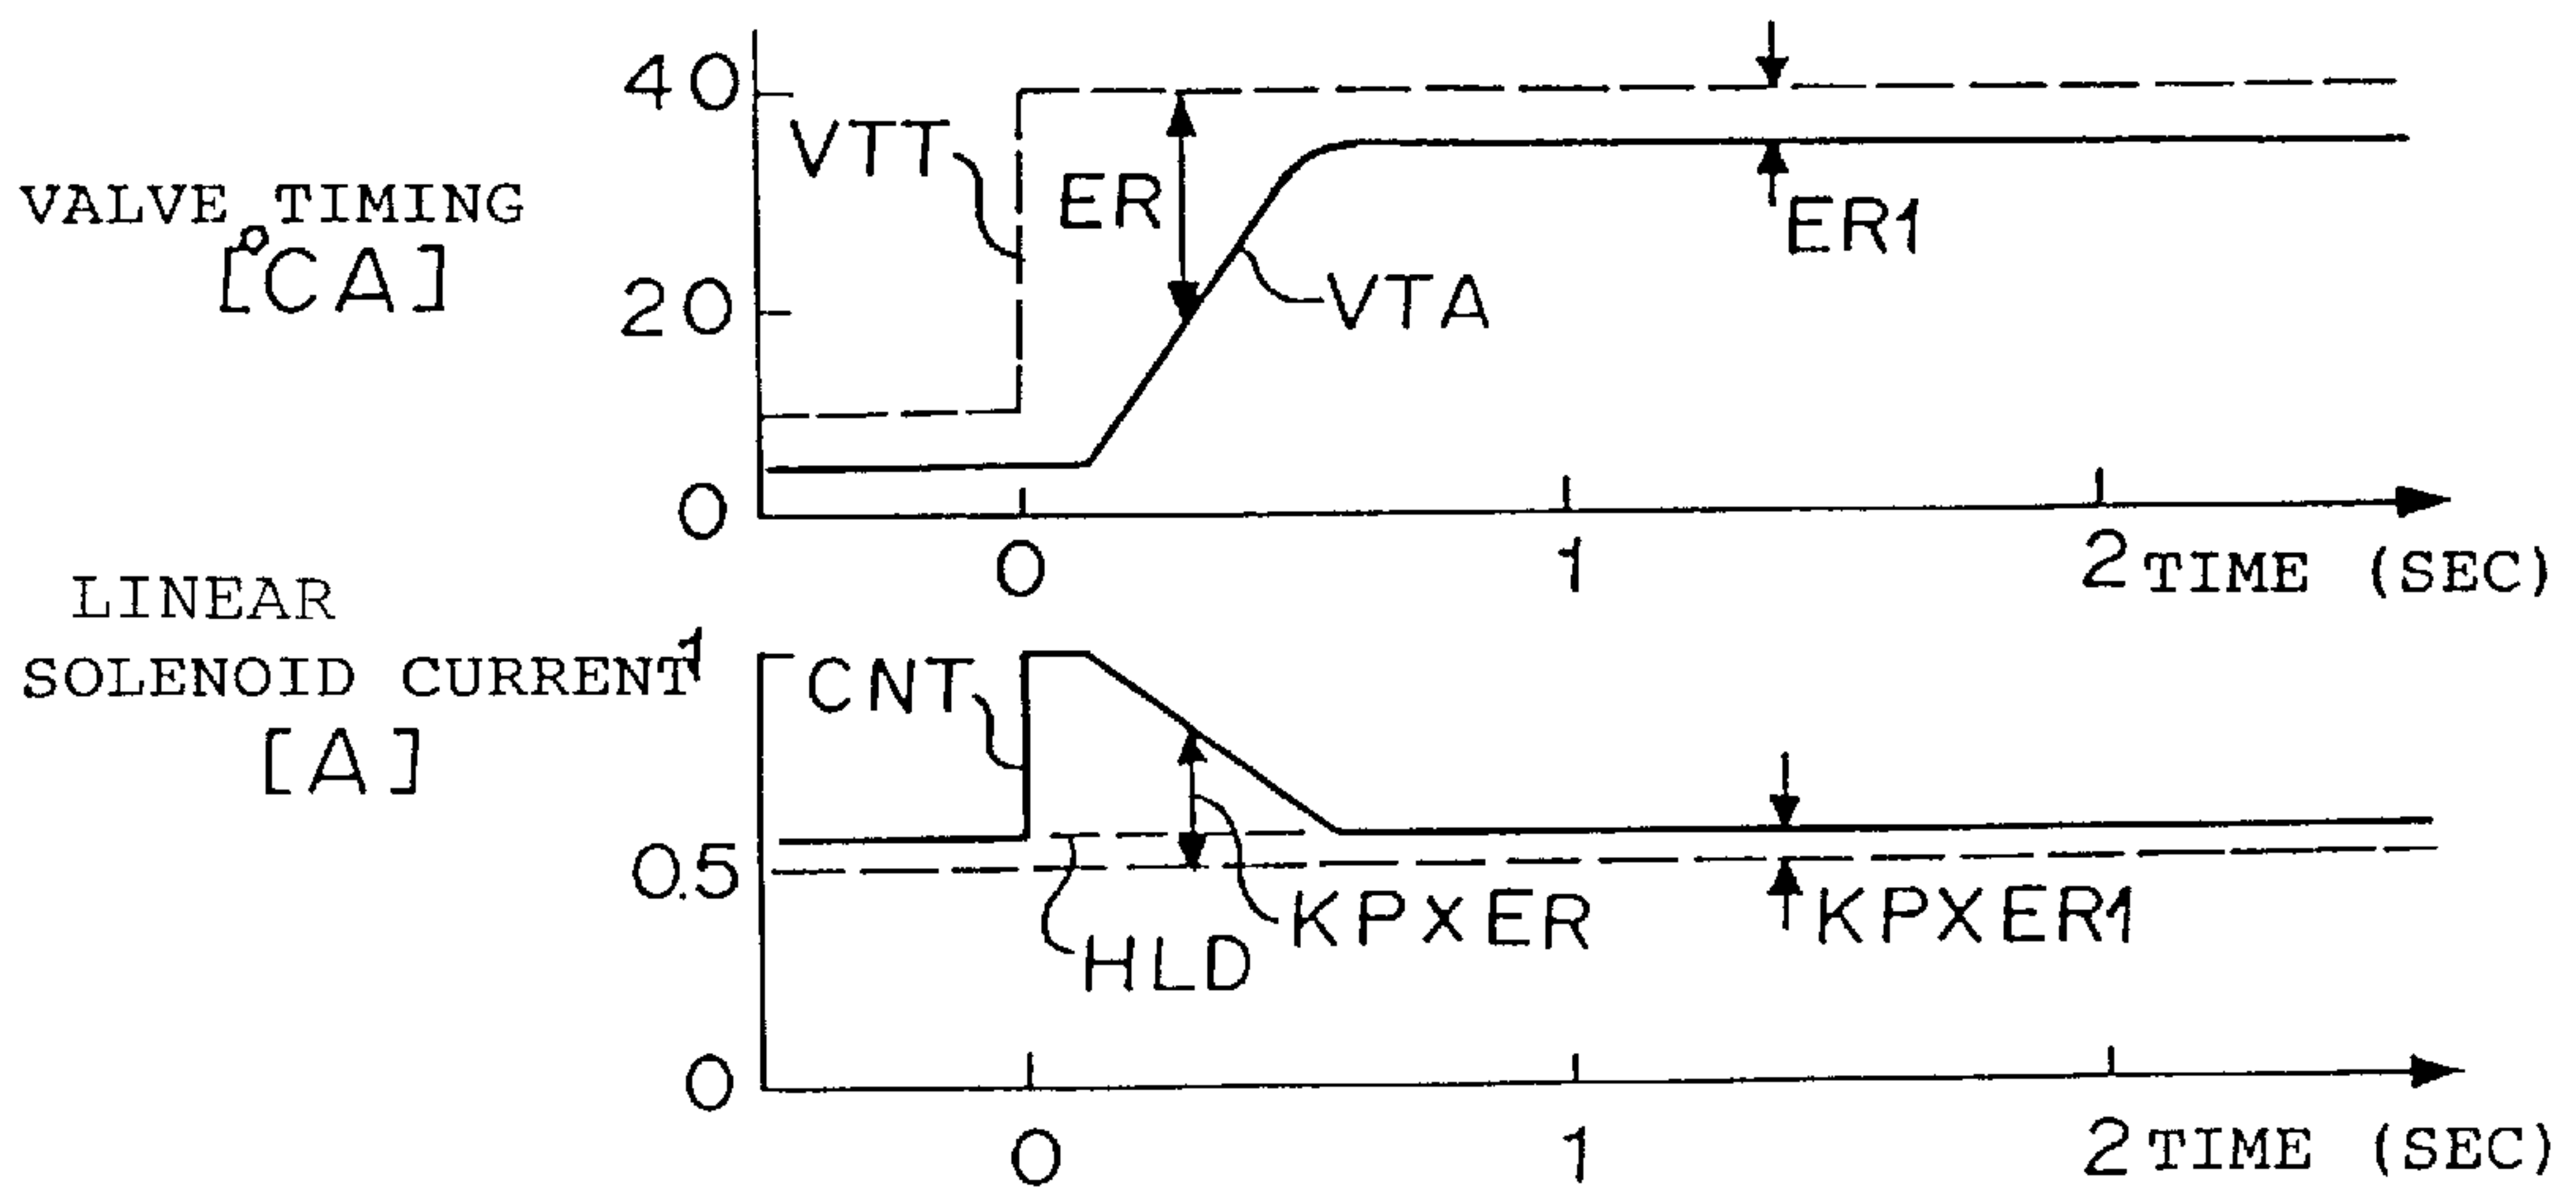 40
VTT
ER
VALVE TIMING
[°CA]
ER1
20
VTA
0
0 1 2 TIME (SEC)
LINEAR
SOLENOID CURRENT
[A]
1
CNT
0.5
KPXER
KPXER1
HLD
0
0 1 2 TIME (SEC)